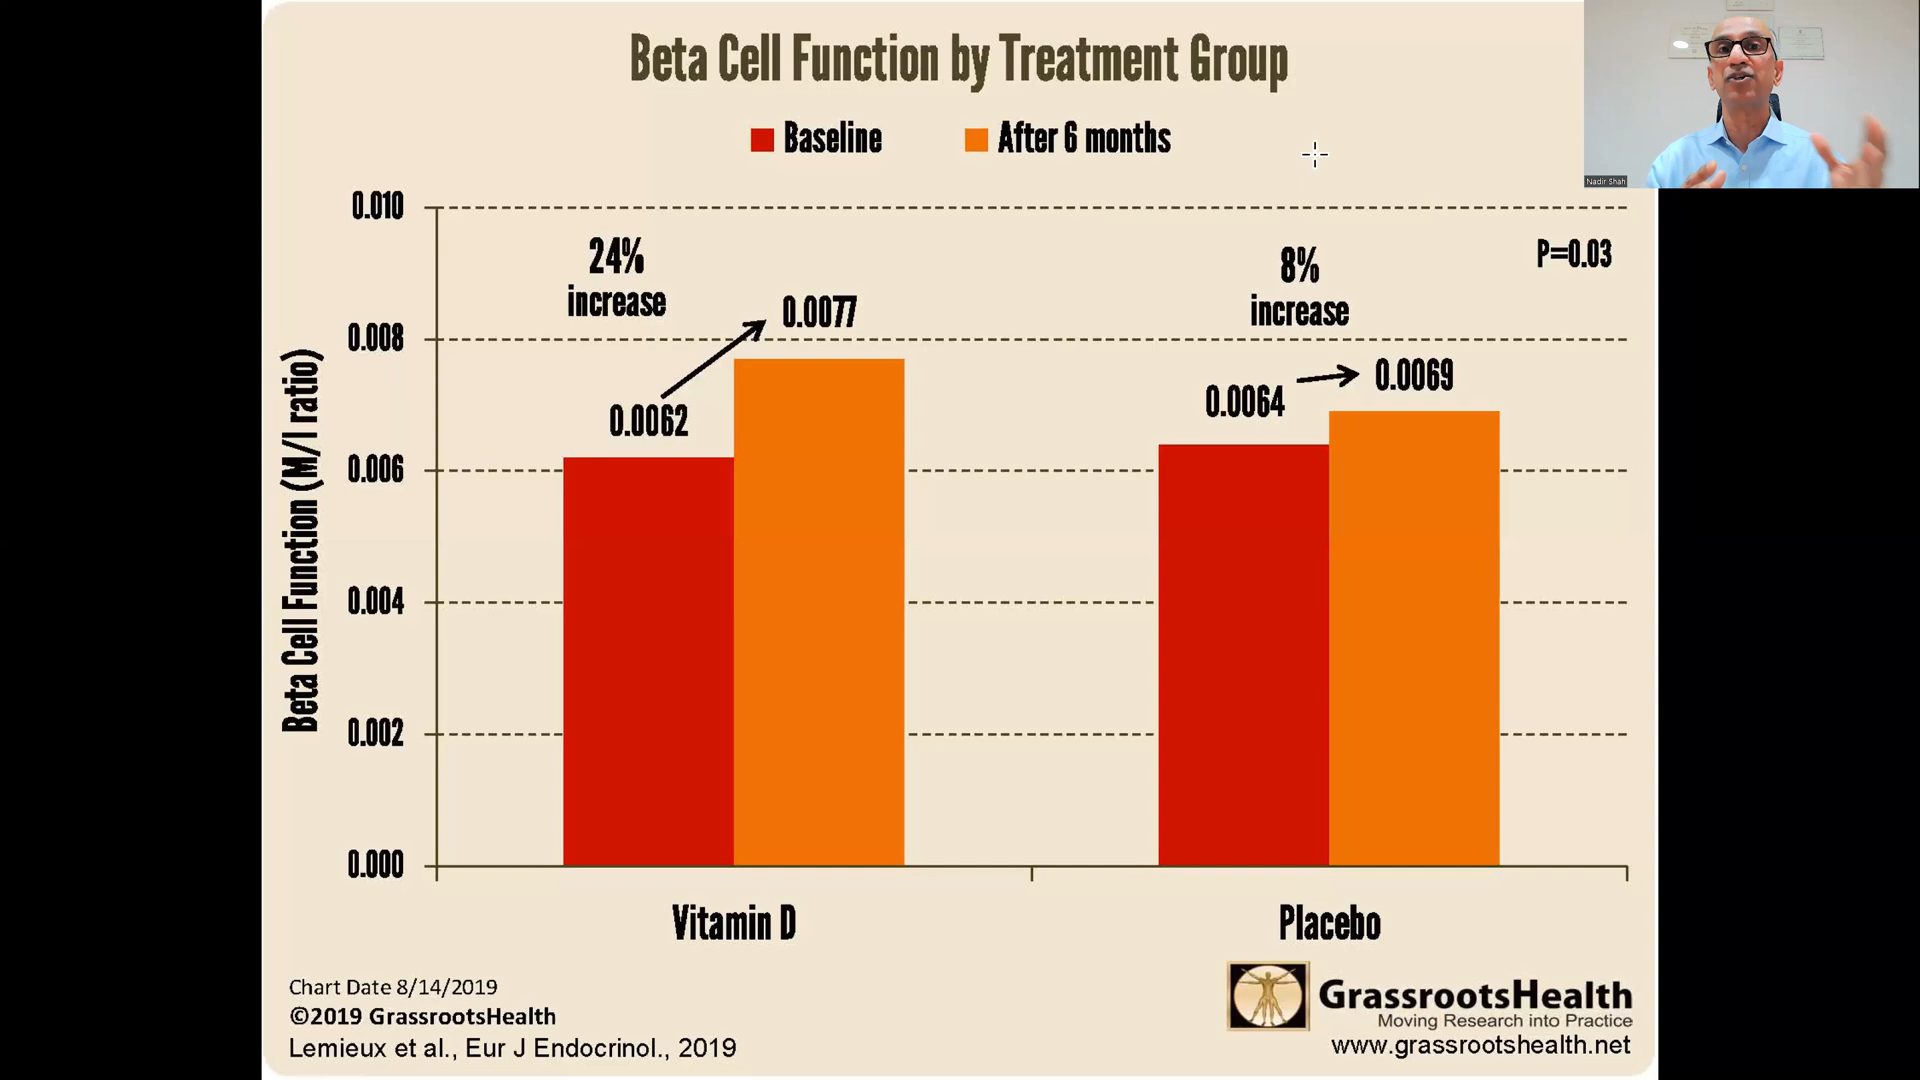 Beta Cell Function by Treatment Group
Baseline
After 6 months
Nadir Shah
Beta Cell Function (M/I ratio)
0.010
0.008
0.006
0.004
0.002
0.000
24%
increase
0.0077
0.0062
8%
increase
0.0064
0.0069
P=0.03
Vitamin D
Placebo
Chart Date 8/14/2019
©2019 GrassrootsHealth
Lemieux et al., Eur J Endocrinol., 2019
GrassrootsHealth
Moving Research into Practice
www.grassrootshealth.net